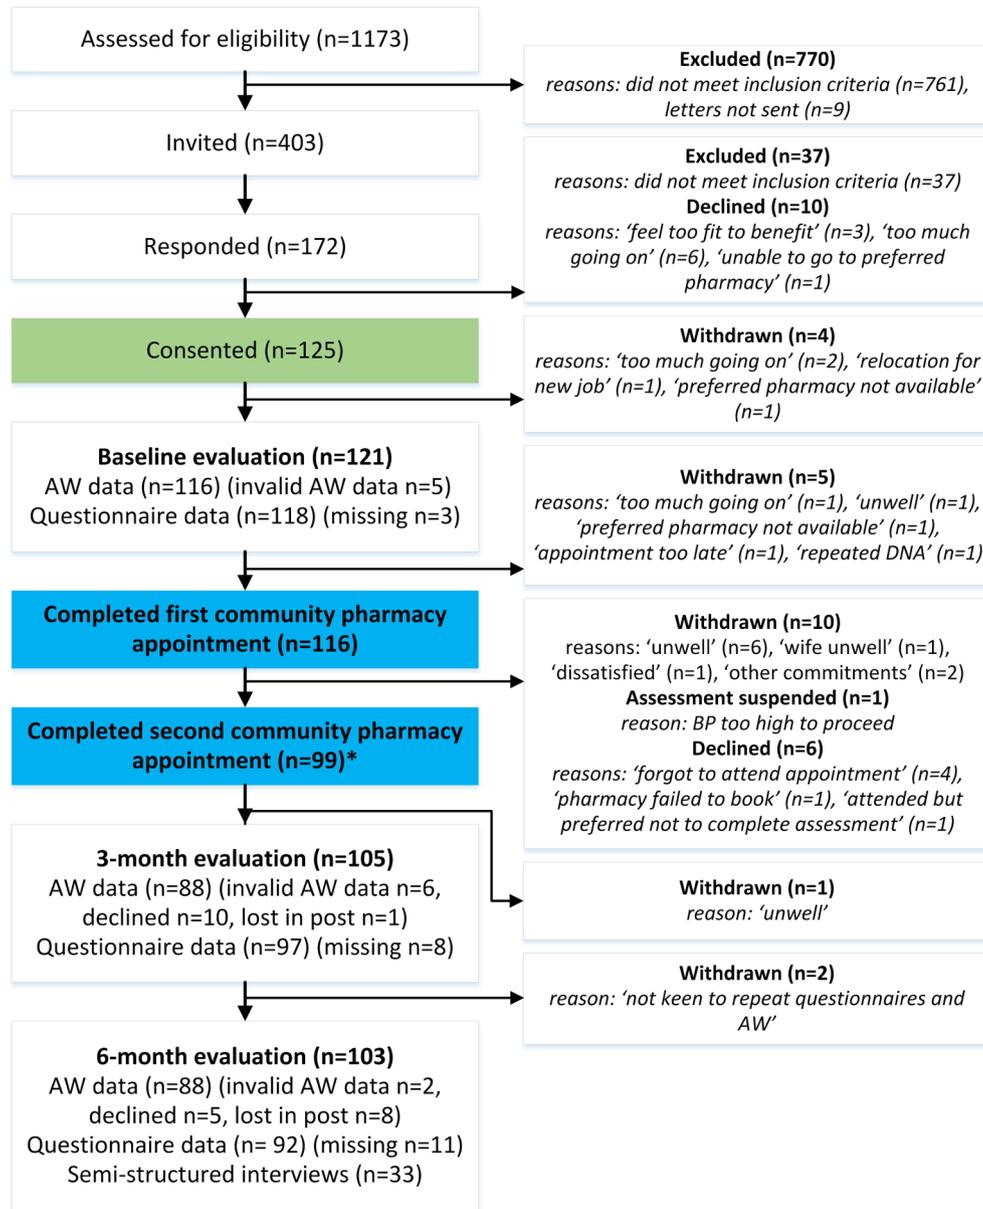 Assessed for eligibility (n=1173)
Excluded (n=770)
reasons: did not meet inclusion criteria (n=761),
letters not sent (n=9)
Invited (n=403)
Excluded (n=37)
reasons: did not meet inclusion criteria (n=37)
Declined (n=10)
reasons: ‘feel too fit to benefit’ (n=3), ‘too much
going on’ (n=6), ‘unable to go to preferred
pharmacy’ (n=1)
Responded (n=172)
Consented (n=125)
Withdrawn (n=4)
reasons: ‘too much going on’ (n=2), ‘relocation for
new job’ (n=1), ‘preferred pharmacy not available’
(n=1)
Baseline evaluation (n=121)
AW data (n=116) (invalid AW data n=5)
Questionnaire data (n=118) (missing n=3)
Withdrawn (n=5)
reasons: ‘too much going on’ (n=1), ‘unwell’ (n=1),
‘preferred pharmacy not available’ (n=1),
‘appointment too late’ (n=1), ‘repeated DNA’ (n=1)
Completed first community pharmacy
appointment (n=116)
Withdrawn (n=10)
reasons: ‘unwell’ (n=6), ‘wife unwell’ (n=1),
‘dissatisfied’ (n=1), ‘other commitments’ (n=2)
Assessment suspended (n=1)
reason: BP too high to proceed
Declined (n=6)
reasons: ‘forgot to attend appointment’ (n=4),
‘pharmacy failed to book’ (n=1), ‘attended but
preferred not to complete assessment’ (n=1)
Completed second community pharmacy
appointment (n=99)*
3-month evaluation (n=105)
AW data (n=88) (invalid AW data n=6,
declined n=10, lost in post n=1)
Questionnaire data (n=97) (missing n=8)
Withdrawn (n=1)
reason: ‘unwell’
Withdrawn (n=2)
reason: ‘not keen to repeat questionnaires and
AW’
6-month evaluation (n=103)
AW data (n=88) (invalid AW data n=2,
declined n=5, lost in post n=8)
Questionnaire data (n= 92) (missing n=11)
Semi-structured interviews (n=33)